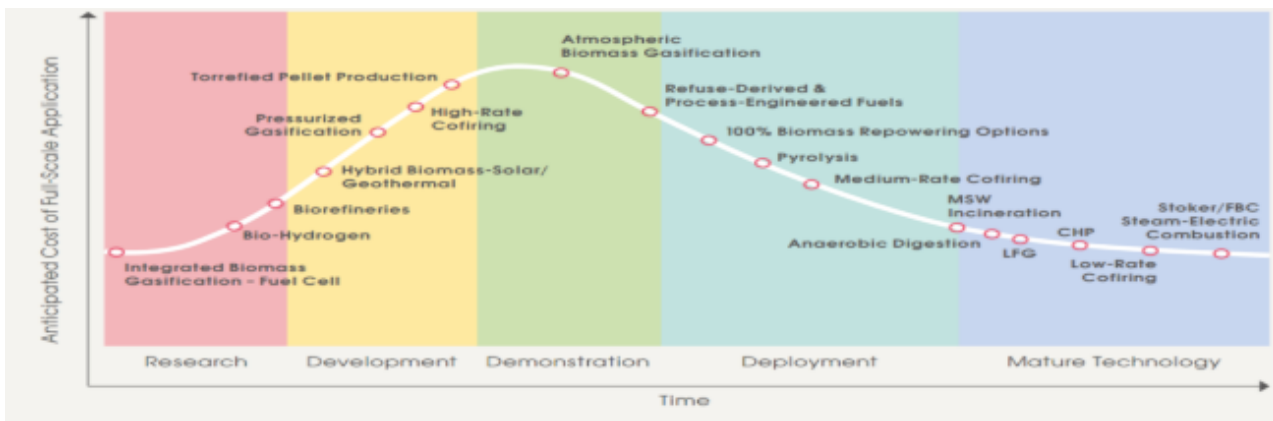 Anticipated Cost of Full-Scale Application
Atmospheric
Biomass Gasification
Torrefied Pellet Production
Refuse-Derived &
Process-Engineered Fuels
Pressurized
Gasification
High-Rate
Cofiring
100% Biomass Repowering Options
Pyrolysis
Hybrid Biomass-Solar/
Geothermal
Medium-Rate Cofiring
Biorefineries
MSW
Incineration
Stoker/FBC
Steam-Electric
Combustion
Bio-Hydrogen
Anaerobic Digestion
CHP
LFG
Integrated Biomass
Gasification - Fuel Cell
Low-Rate
Cofiring
Research
Development
Demonstration
Deployment
Mature Technology
Time